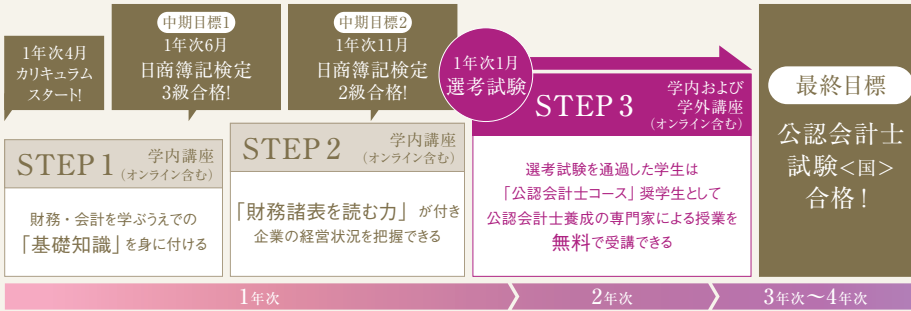 1年次4月
カリキュラム
スタート!
中期目標1
1年次6月
日商簿記検定
3級合格!
中期目標2
1年次11月
日商簿記検定
2級合格!
1年次1月
選考試験
STEP 1
学内講座
(オンライン含む)
財務・会計を学ぶうえでの
「基礎知識」を身に付ける
STEP 2
学内講座
(オンライン含む)
「財務諸表を読む力」が付き
企業の経営状況を把握できる
STEP 3
学内および
学外講座
(オンライン含む)
選考試験を通過した学生は
「公認会計士コース」奨学生として
公認会計士養成の専門家による授業を
無料で受講できる
最終目標
公認会計士
試験<国>
合格!
1年次
2年次
3年次〜4年次